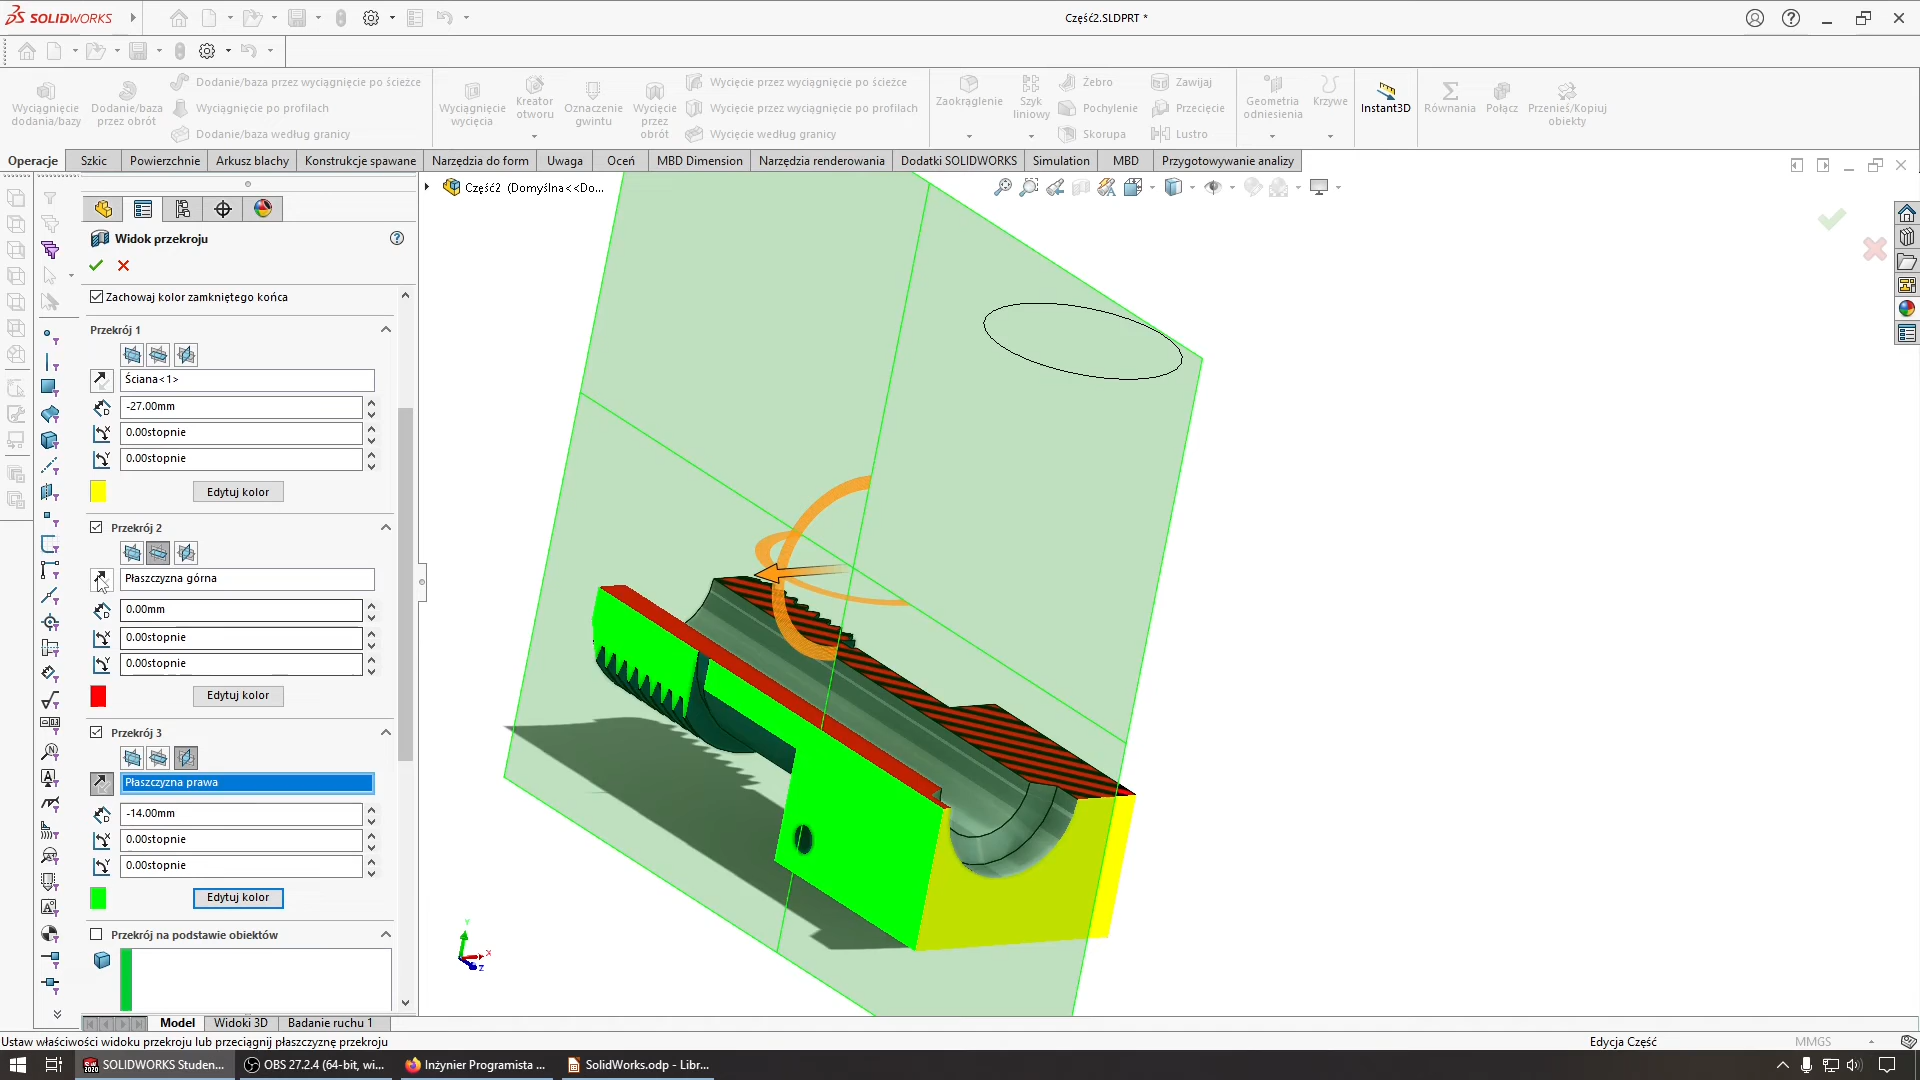 SOLIDWORKS
Część2.SLDPRT *
Wyciągnięcie dodania/bazy
Dodanie/baza przez obrót
Dodanie/baza przez wyciągnięcie po ścieżce
Wyciągnięcie po profilach
Dodanie/baza według granicy
Wyciągnięcie wycięcia
Kreator otworu
Oznaczenie gwintu
Wycięcie przez obrót
Wycięcie przez wyciągnięcie po ścieżce
Wycięcie przez wyciągnięcie po profilach
Wycięcie według granicy
Zaokrąglenie
Szyk liniowy
Żebro
Pochylenie
Skorupa
Zawijaj
Przecięcie
Lustro
Geometria odniesienia
Krzywe
Instant3D
Równania
Połącz
Przenieś/Kopiuj obiekty
Operacje Szkic Powierzchnie Arkusz blachy Konstrukcje spawane Narzędzia do form Uwaga Oceń MBD Dimension Narzędzia renderowania Dodatki SOLIDWORKS Simulation MBD Przygotowywanie analizy
Część2 (Domyślna<<Do...
Widok przekroju
Zachowaj kolor zamkniętego końca
Przekrój 1
Ściana<1>
-27.00mm
0.00stopnie
0.00stopnie
Edytuj kolor
Przekrój 2
Płaszczyzna górna
0.00mm
0.00stopnie
0.00stopnie
Edytuj kolor
Przekrój 3
Płaszczyzna prawa
-14.00mm
0.00stopnie
0.00stopnie
Edytuj kolor
Przekrój na podstawie obiektów
Y
X
Z
Model Widoki 3D Badanie ruchu 1
Ustaw właściwości widoku przekroju lub przeciągnij płaszczyznę przekroju
Edycja Część
MMGS
SOLIDWORKS Studen...
OBS 27.2.4 (64-bit, wi...
Inżynier Programista ...
SolidWorks.odp - Libr...